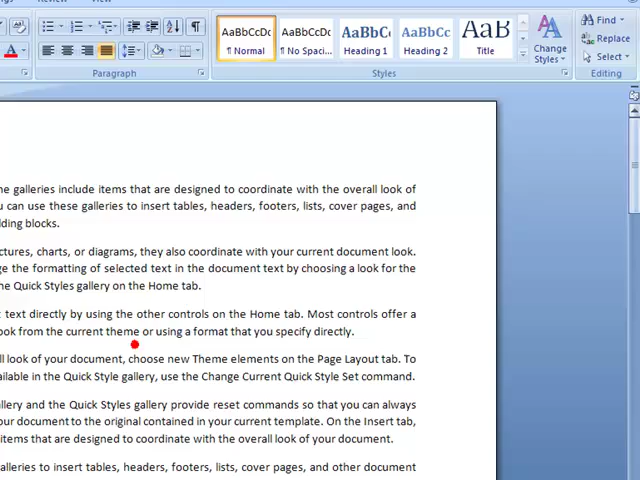 AaBbCcDc AaBbCcDc AaBbCc AaBbCc AaB
¶ Normal ¶ No Spaci... Heading 1 Heading 2 Title
Change Styles
Find
Replace
Select
Paragraph Styles Editing
ne galleries include items that are designed to coordinate with the overall look of
u can use these galleries to insert tables, headers, footers, lists, cover pages, and
lding blocks.
ctures, charts, or diagrams, they also coordinate with your current document look.
ge the formatting of selected text in the document text by choosing a look for the
he Quick Styles gallery on the Home tab.
t text directly by using the other controls on the Home tab. Most controls offer a
ook from the current theme or using a format that you specify directly.
ll look of your document, choose new Theme elements on the Page Layout tab. To
ailable in the Quick Style gallery, use the Change Current Quick Style Set command.
allery and the Quick Styles gallery provide reset commands so that you can always
our document to the original contained in your current template. On the Insert tab,
items that are designed to coordinate with the overall look of your document.
alleries to insert tables, headers, footers, lists, cover pages, and other document